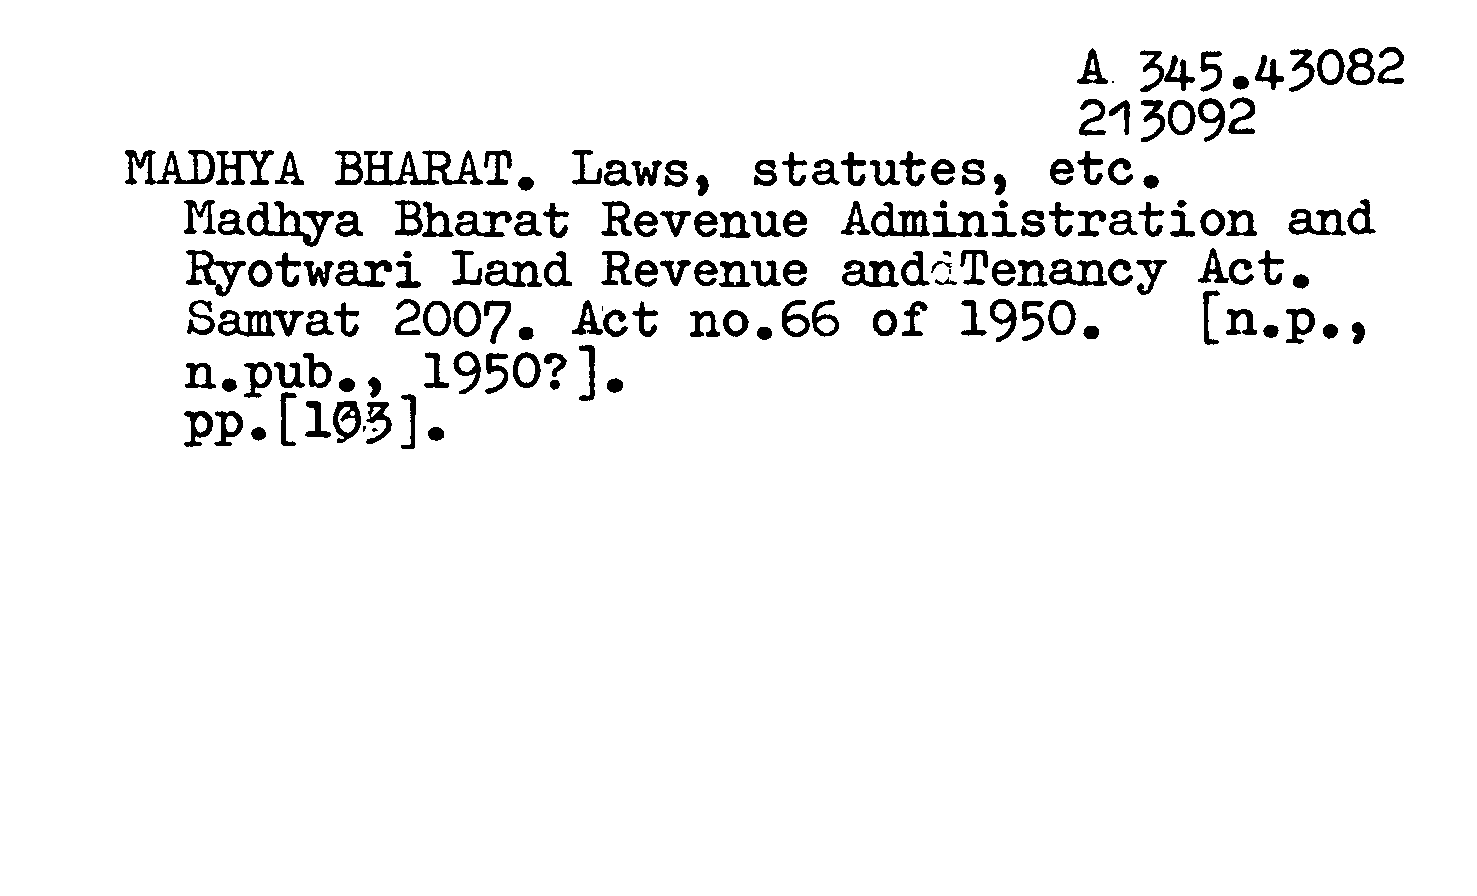 A 345.43082
213092
MADHYA BHARAT. Laws, statutes, etc.
Madhya Bharat Revenue Administration and
Ryotwari Land Revenue and Tenancy Act.
Samvat 2007. Act no.66 of 1950. [n.p.,
n.pub., 1950?].
pp.[103].